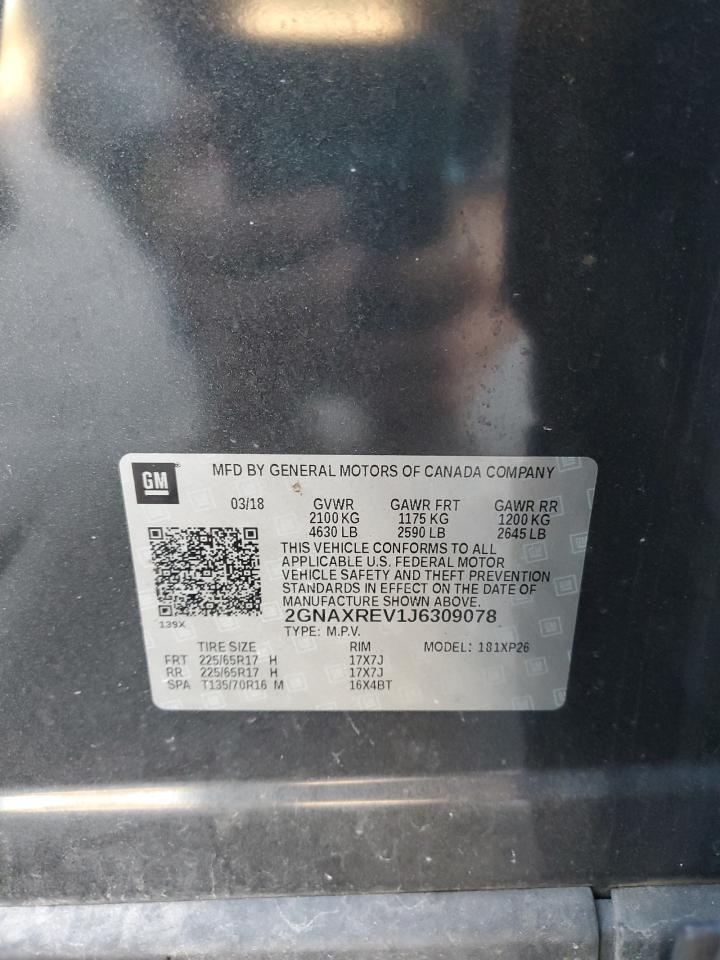 GM
MFD BY GENERAL MOTORS OF CANADA COMPANY
03/18 GVWR GAWR FRT GAWR RR
2100 KG 1175 KG 1200 KG
4630 LB 2590 LB 2645 LB
THIS VEHICLE CONFORMS TO ALL
APPLICABLE U.S. FEDERAL MOTOR
VEHICLE SAFETY AND THEFT PREVENTION
STANDARDS IN EFFECT ON THE DATE OF
MANUFACTURE SHOWN ABOVE.
139X
2GNAXREV1J6309078
TYPE: M.P.V.
TIRE SIZE RIM MODEL: 181XP26
FRT 225/65R17 H 17X7J
RR 225/65R17 H 17X7J
SPA T135/70R16 M 16X4BT